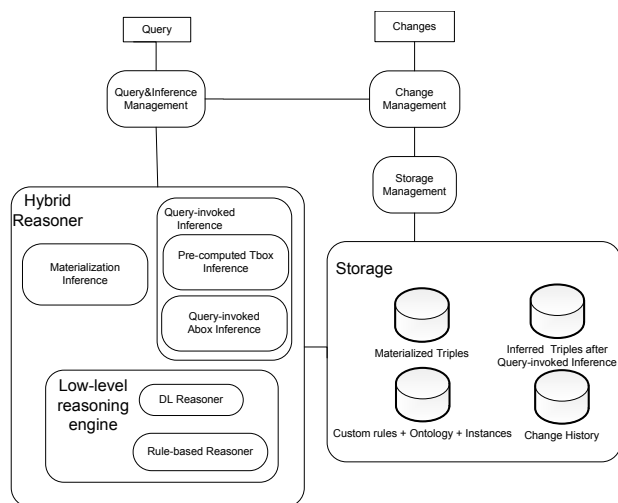 Query
Changes
Query&Inference
Management
Change
Management
Storage
Management
Hybrid
Reasoner
Query-invoked
Inference
Materialization
Inference
Pre-computed Tbox
Inference
Query-invoked
Abox Inference
Low-level
reasoning
engine
DL Reasoner
Rule-based Reasoner
Storage
Materialized Triples
Inferred Triples after
Query-invoked Inference
Custom rules + Ontology + Instances
Change History